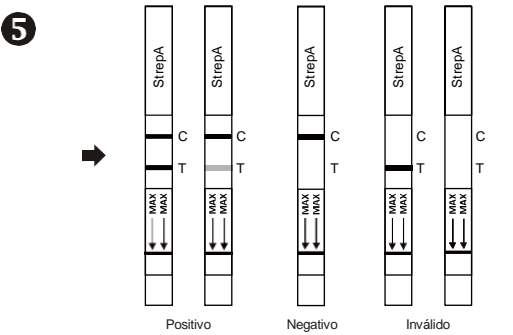 5
StrepA StrepA StrepA StrepA StrepA
C C C C C
T T T T T
MAX MAX MAX MAX MAX MAX MAX MAX MAX MAX
Positivo Negativo Inválido